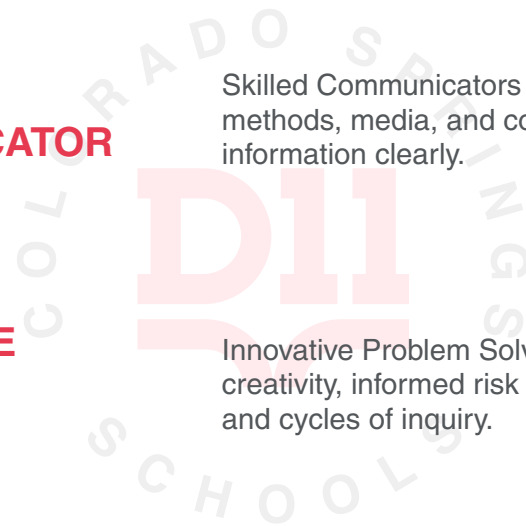 COLORADO SPRINGS
SCHOOLS
D11
CATOR
Skilled Communicators
methods, media, and co
information clearly.
E
Innovative Problem Solv
creativity, informed risk
and cycles of inquiry.